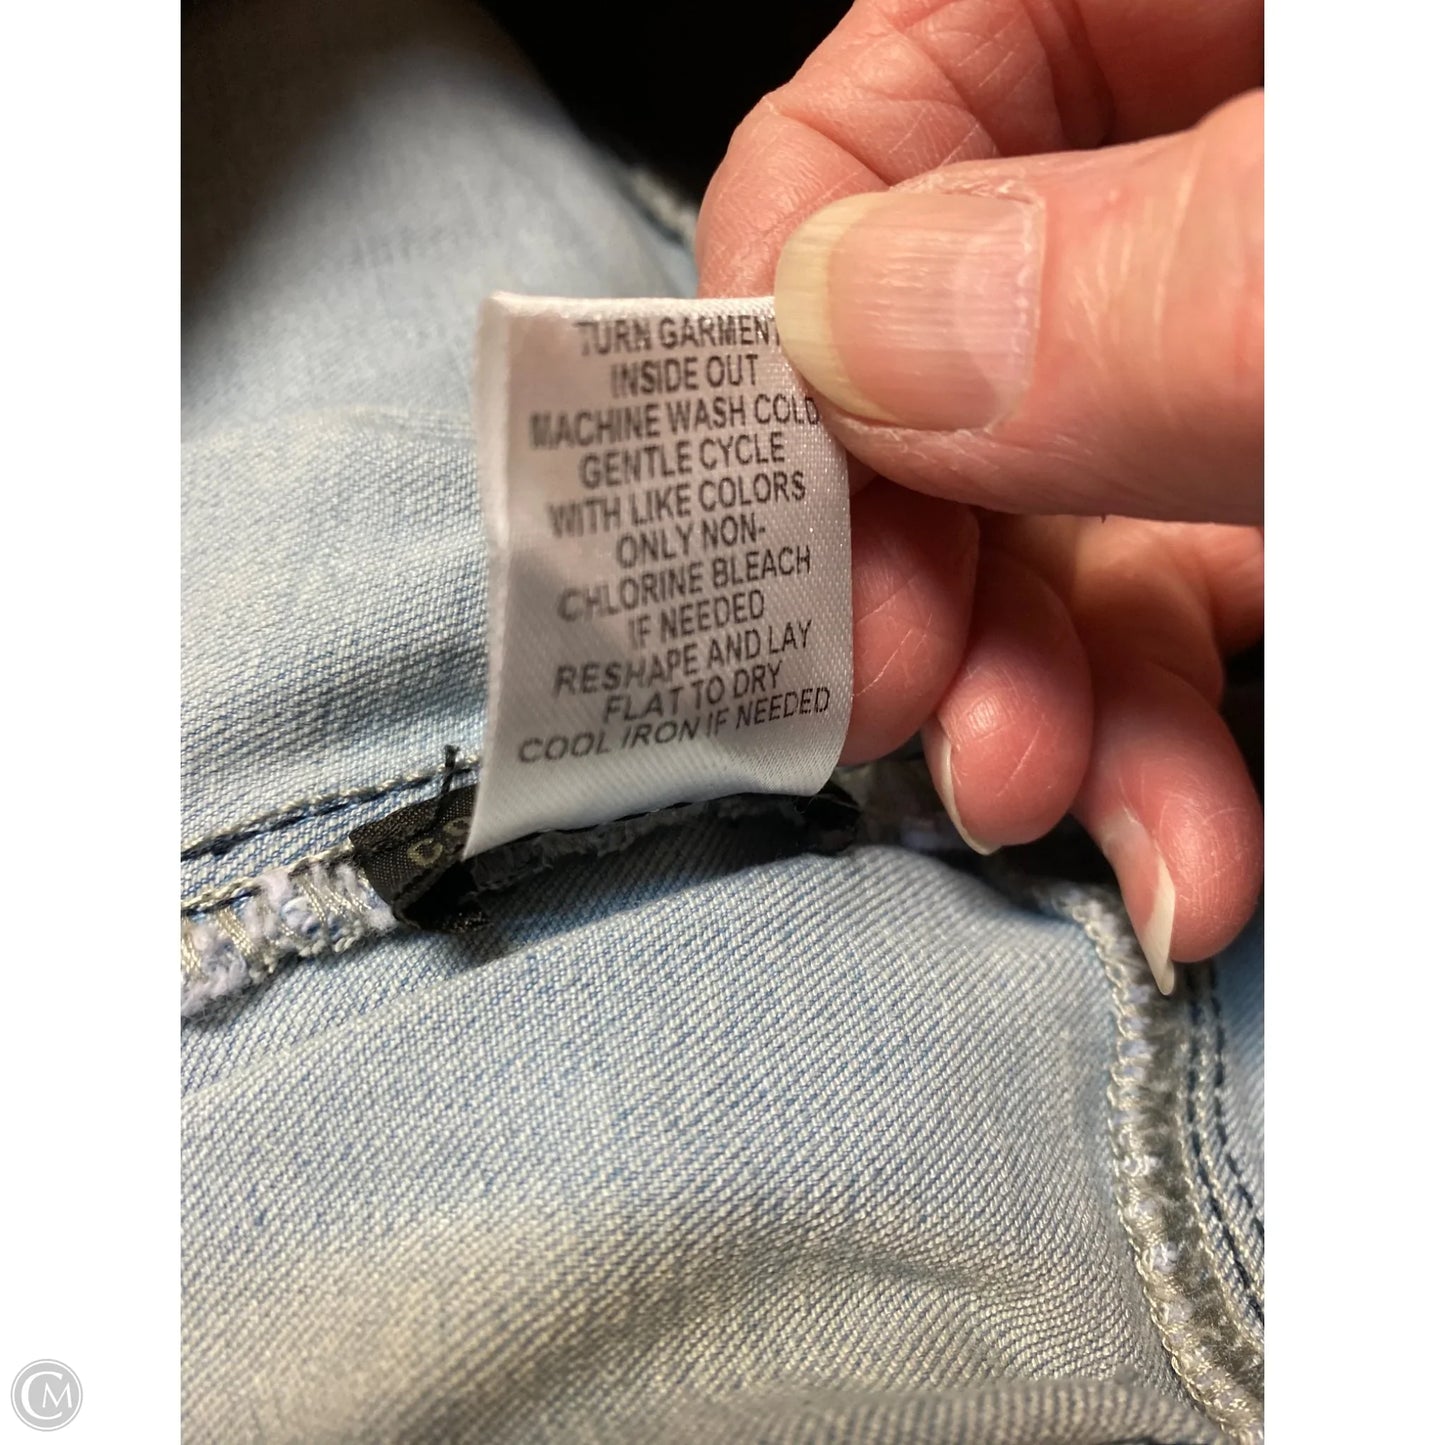 TURN GARMENT
INSIDE OUT
MACHINE WASH COLD
GENTLE CYCLE
WITH LIKE COLORS
ONLY NON-
CHLORINE BLEACH
IF NEEDED
RESHAPE AND LAY
FLAT TO DRY
COOL IRON IF NEEDED
CM